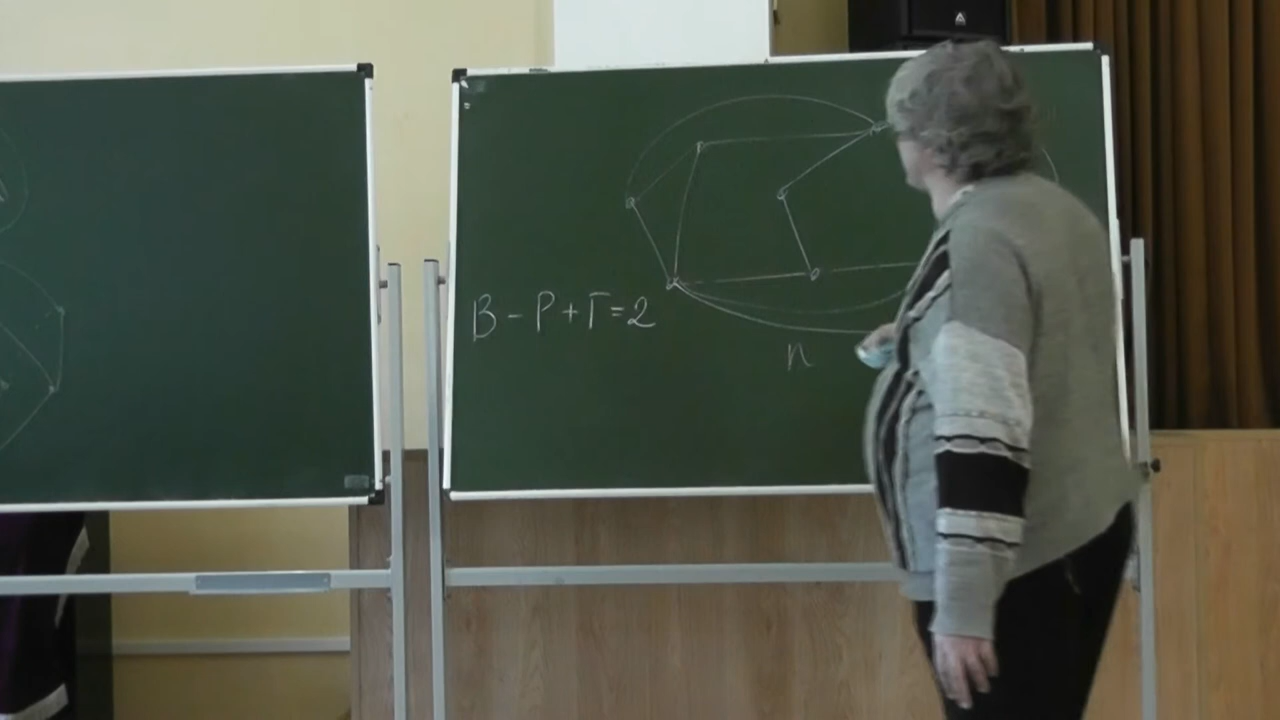 В - Р + Г = 2
n